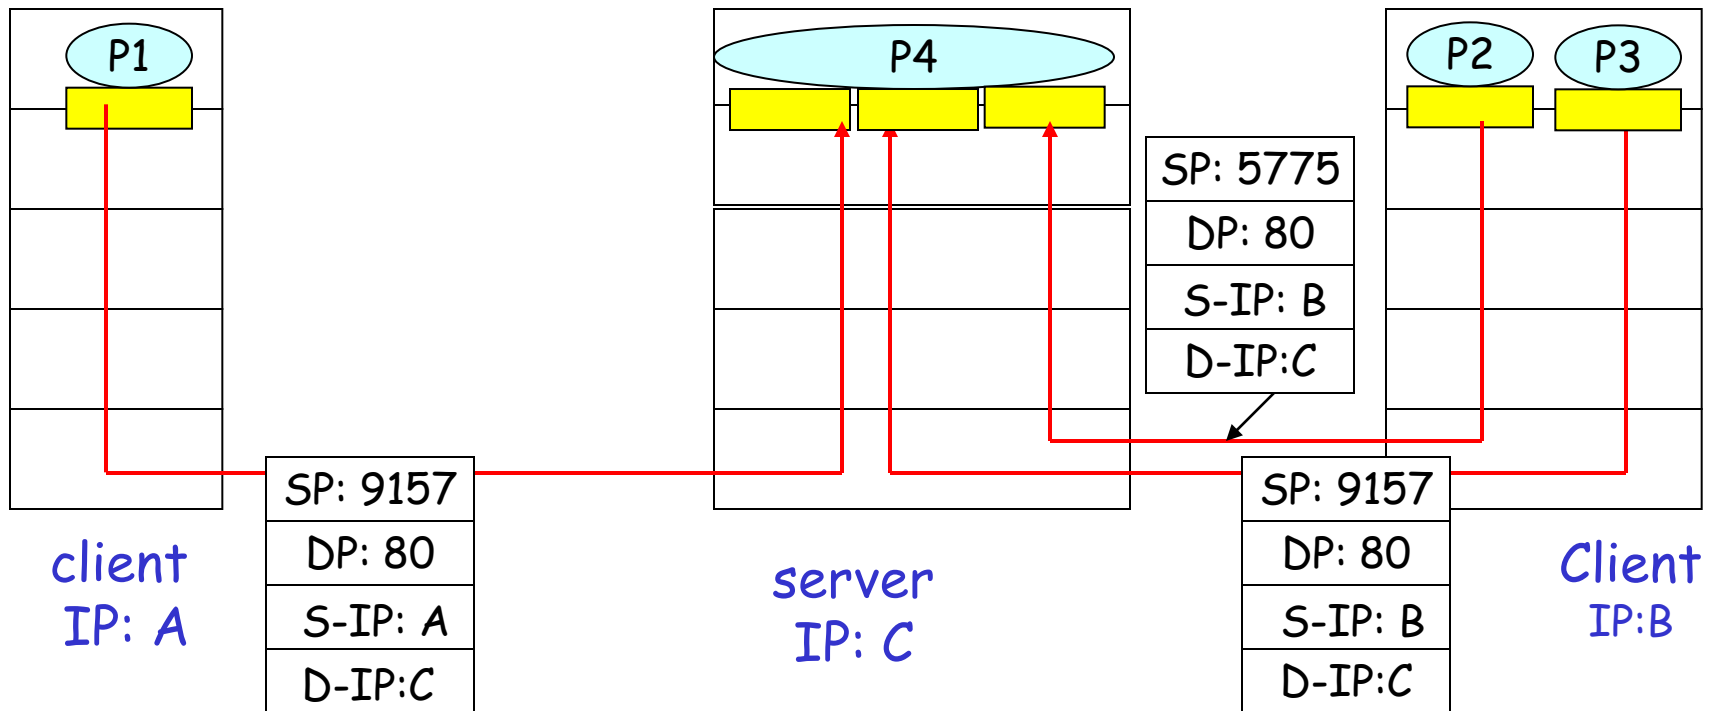 P1
P4
P2
P3
SP: 5775
DP: 80
S-IP: B
D-IP:C
SP: 9157
DP: 80
S-IP: A
D-IP:C
SP: 9157
DP: 80
S-IP: B
D-IP:C
client
IP: A
server
IP: C
Client
IP:B